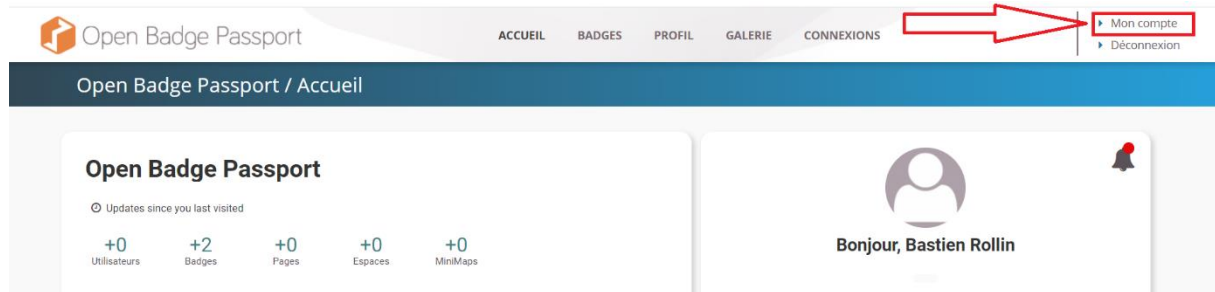 Open Badge Passport
ACCUEIL BADGES PROFIL GALERIE CONNEXIONS
Mon compte
Déconnexion
Open Badge Passport / Accueil
Open Badge Passport
Updates since you last visited
+0 +2 +0 +0 +0
Utilisateurs Badges Pages Espaces MiniMaps
Bonjour, Bastien Rollin